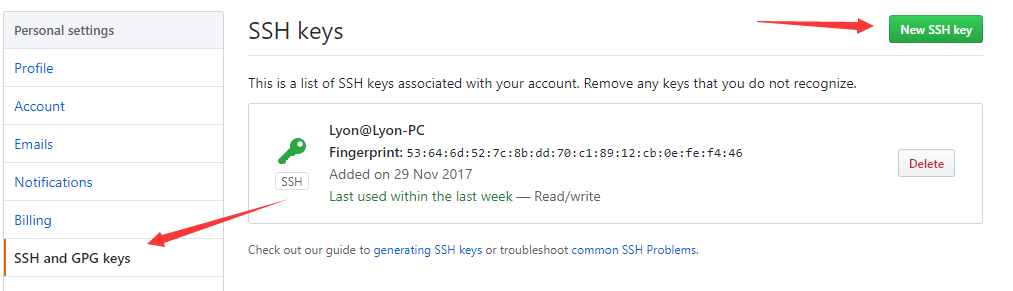 Personal settings
Profile
Account
Emails
Notifications
Billing
SSH and GPG keys
SSH keys
New SSH key
This is a list of SSH keys associated with your account. Remove any keys that you do not recognize.
SSH
Lyon@Lyon-PC
Fingerprint: 53:64:6d:52:7c:8b:dd:70:c1:89:12:cb:0e:fe:f4:46
Added on 29 Nov 2017
Last used within the last week — Read/write
Delete
Check out our guide to generating SSH keys or troubleshoot common SSH Problems.